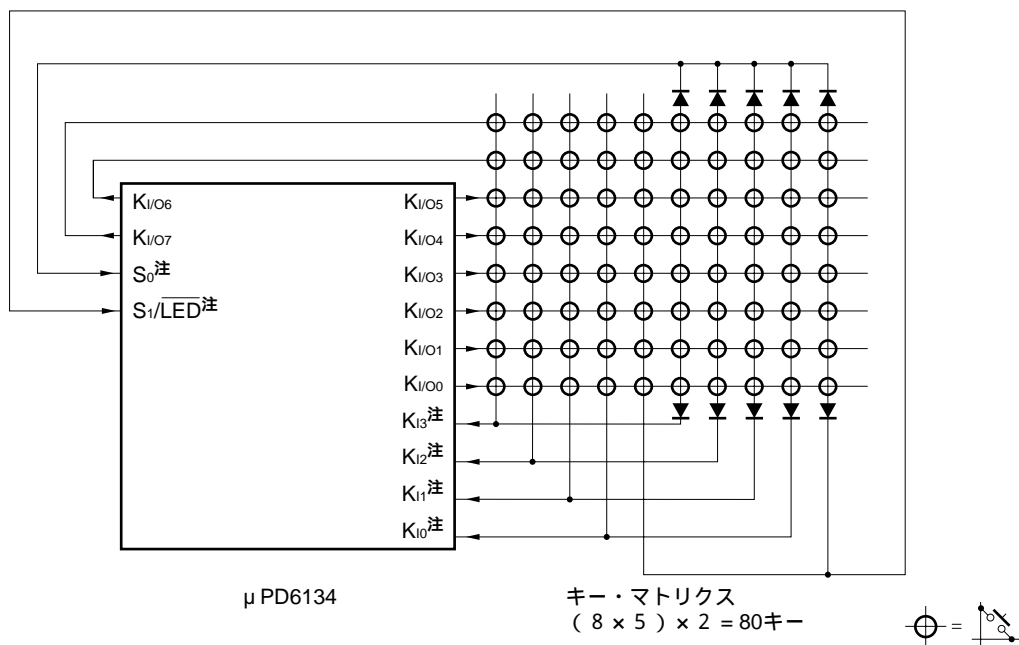 KI/O6
KI/O7
S0注
S1/LED注
KI/O5
KI/O4
KI/O3
KI/O2
KI/O1
KI/O0
KI3注
KI2注
KI1注
KI0注
μ PD6134
キー・マトリクス
( 8 × 5 ) × 2 = 80キー
=